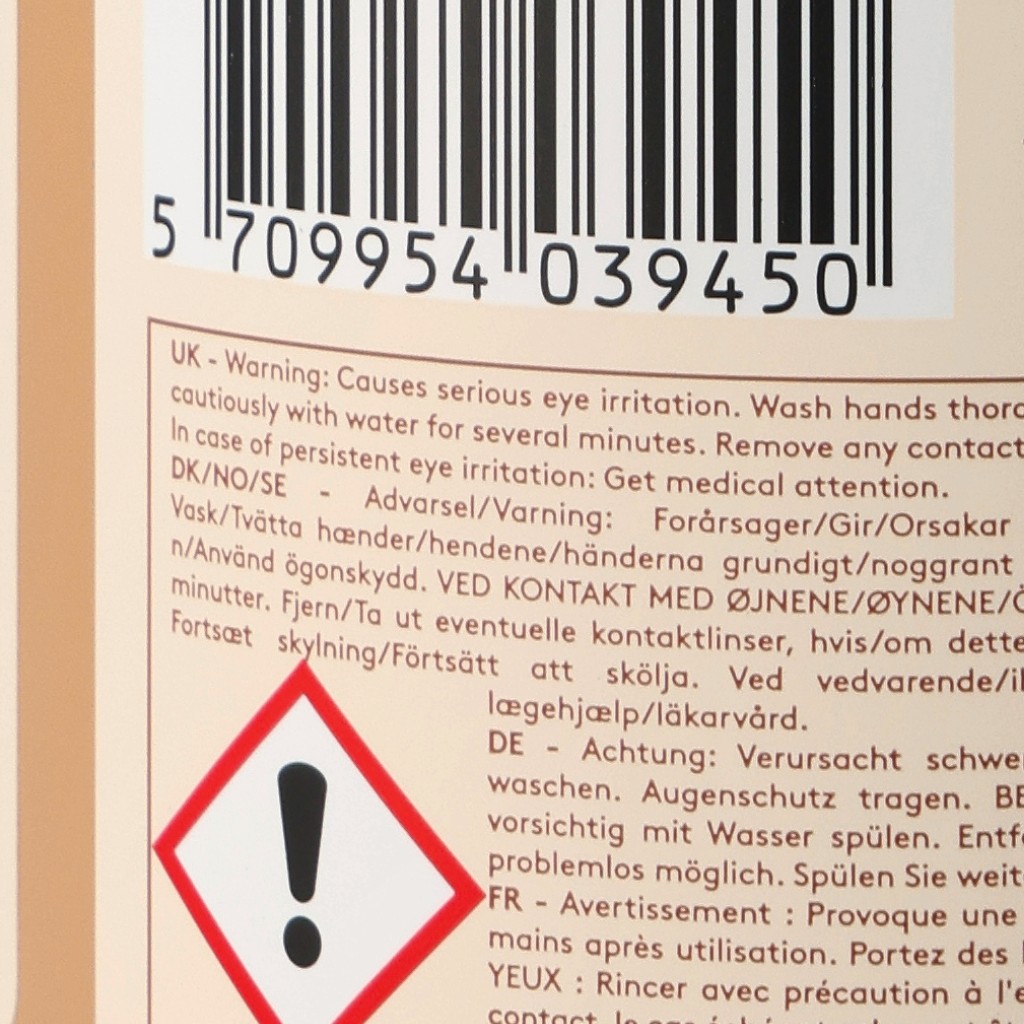 5 709954 039450
UK - Warning: Causes serious eye irritation. Wash hands
cautiously with water for several minutes. Remove any contact
In case of persistent eye irritation: Get medical attention.
DK/NO/SE - Advarsel/Varning: Forårsager/Gir/Orsakar
Vask/Tvätta hænder/hendene/händerna grundigt/noggrant
n/Använd ögonskydd. VED KONTAKT MED ØJNENE/ØYNENE/
minutter. Fjern/Ta ut eventuelle kontaktlinser, hvis/om dette
Fortsæt skylning/Förtsätt att skölja. Ved vedvarende/
lægehjælp/läkarvård.
DE - Achtung: Verursacht
waschen. Augenschutz tragen.
vorsichtig mit Wasser spülen.
problemlos möglich. Spülen Sie
FR - Avertissement : Provoque une
mains après utilisation. Portez des
YEUX : Rincer avec précaution à
contact